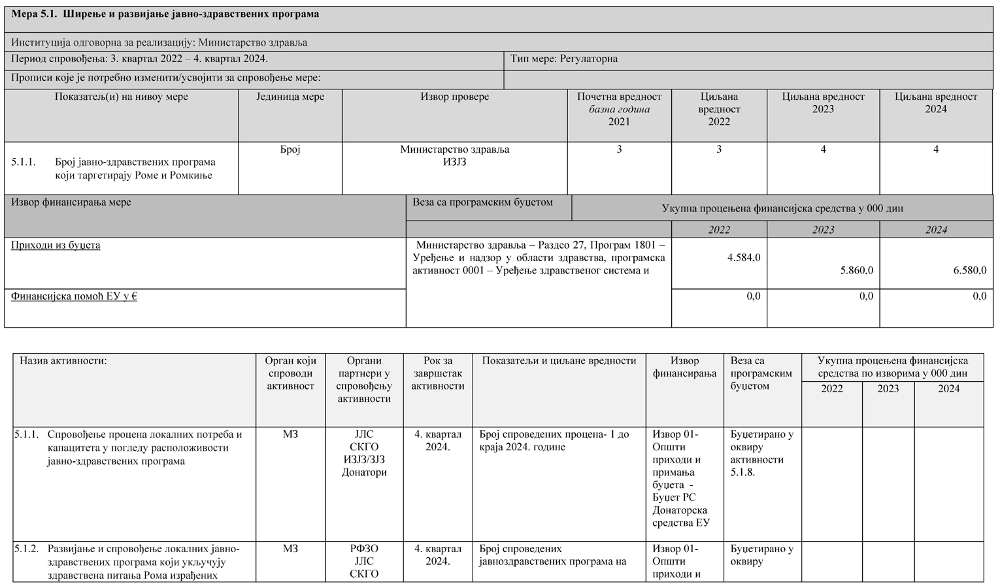 Мера 5.1. Ширење и развијање јавно-здравствених програма
Институција одговорна за реализацију: Министарство здравља
Период спровођења: 3. квартал 2022 – 4. квартал 2024.
Тип мере: Регулаторна
Прописи које је потребно изменити/усвојити за спровођење мере:
Показатељ(и) на нивоу мере
Јединица мере
Извор провере
Почетна вредност
базна година
2021
Циљана
вредност
2022
Циљана вредност
2023
Циљана вредност
2024
5.1.1. Број јавно-здравствених програма
који таргетирају Роме и Ромкиње
Број
Министарство здравља
ИЗЈЗ
3
3
4
4
Извор финансирања мере
Веза са програмским буџетом
Укупна процењена финансијска средства у 000 дин
2022
2023
2024
Приходи из буџета
Министарство здравља – Раздео 27, Програм 1801 –
Уређење и надзор у области здравства, програмска
активност 0001 – Уређење здравственог система и
4.584,0
5.860,0
6.580,0
Финансијска помоћ ЕУ у €
0,0
0,0
0,0
Назив активности:
Орган који
спроводи
активност
Органи
партнери у
спровођењу
активности
Рок за
завршетак
активности
Показатељи и циљане вредности
Извор
финансирања
Веза са
програмским
буџетом
Укупна процењена финансијска
средства по изворима у 000 дин
2022
2023
2024
5.1.1. Спровођење процена локалних потреба и
капацитета у погледу расположивости
јавно-здравствених програма
МЗ
ЈЛС
СКГО
ИЗЈЗ/ЗЈЗ
Донатори
4. квартал
2024.
Број спроведених процена- 1 до
краја 2024. године
Извор 01-
Општи
приходи и
примања
буџета -
Буџет РС
Донаторска
средства ЕУ
Буџетирано у
оквиру
активности
5.1.8.
5.1.2. Развијање и спровођење локалних јавно-
здравствених програма који укључују
здравствена питања Рома израђених
МЗ
РФЗО
ЈЛС
СКГО
4. квартал
2024.
Број спроведених
јавноздравствених програма на
Извор 01-
Општи
приходи и
Буџетирано у
оквиру